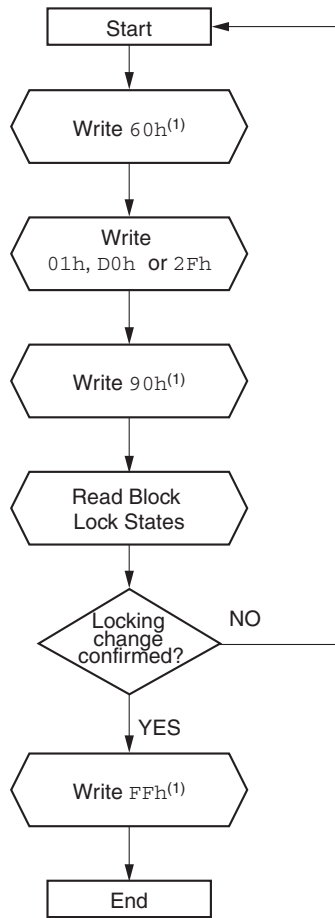 Start
Write 60h(1)
Write
01h, D0h or 2Fh
Write 90h(1)
Read Block
Lock States
Locking
change
confirmed?
NO
YES
Write FFh(1)
End